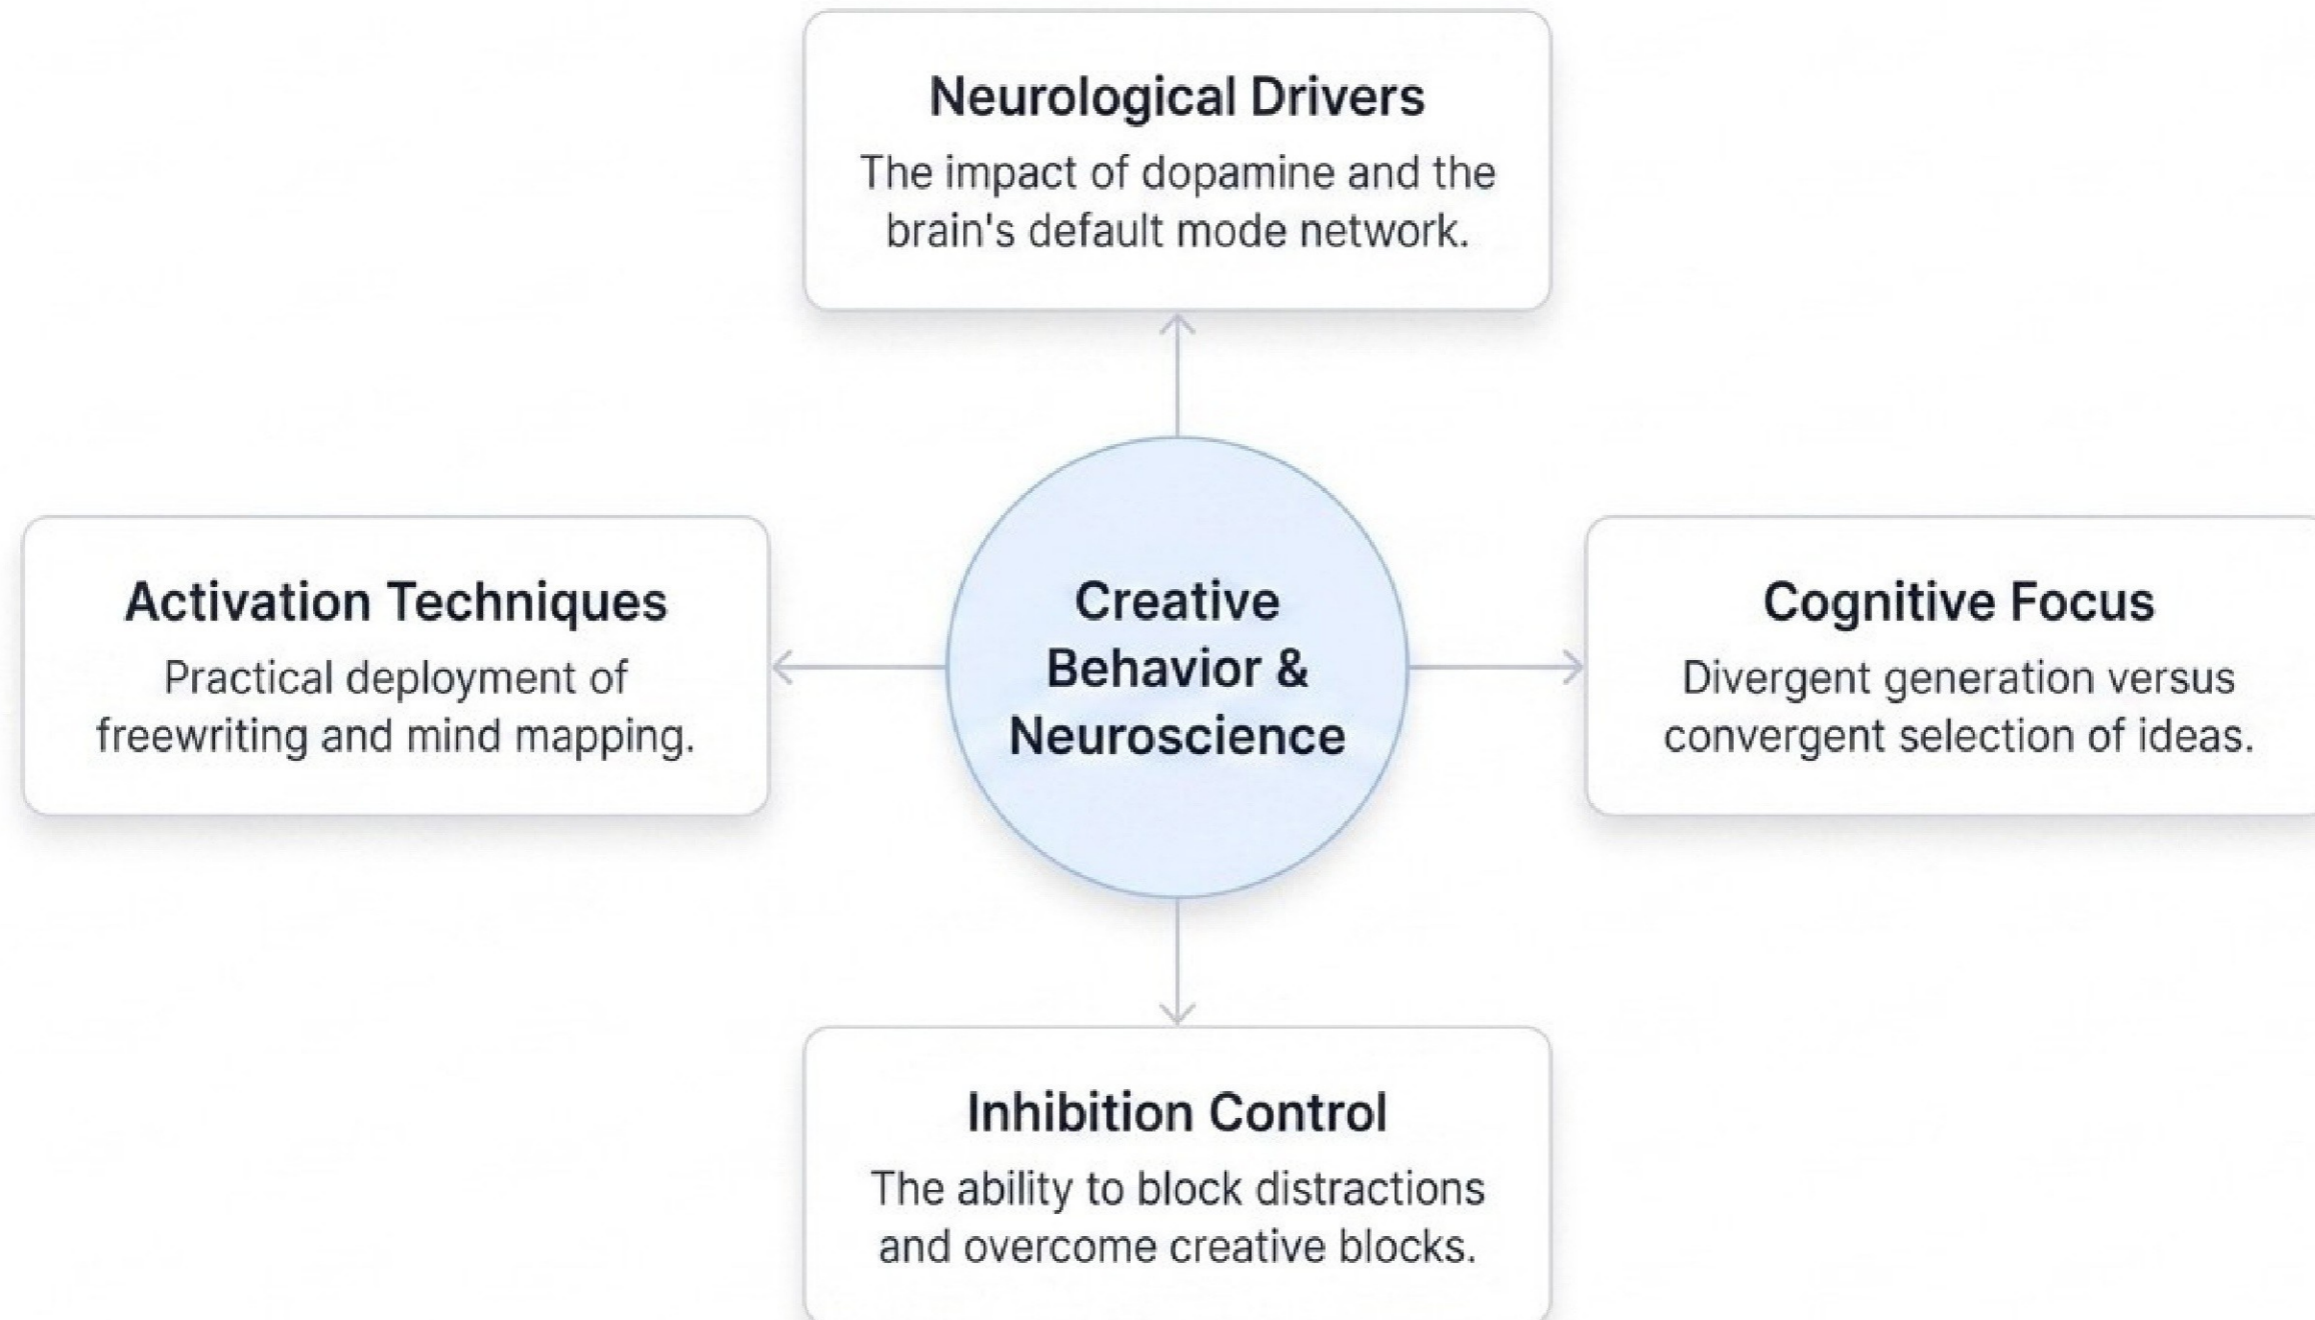 Neurological Drivers
The impact of dopamine and the
brain's default mode network.
Activation Techniques
Practical deployment of
freewriting and mind mapping.
Creative
Behavior &
Neuroscience
Cognitive Focus
Divergent generation versus
convergent selection of ideas.
Inhibition Control
The ability to block distractions
and overcome creative blocks.